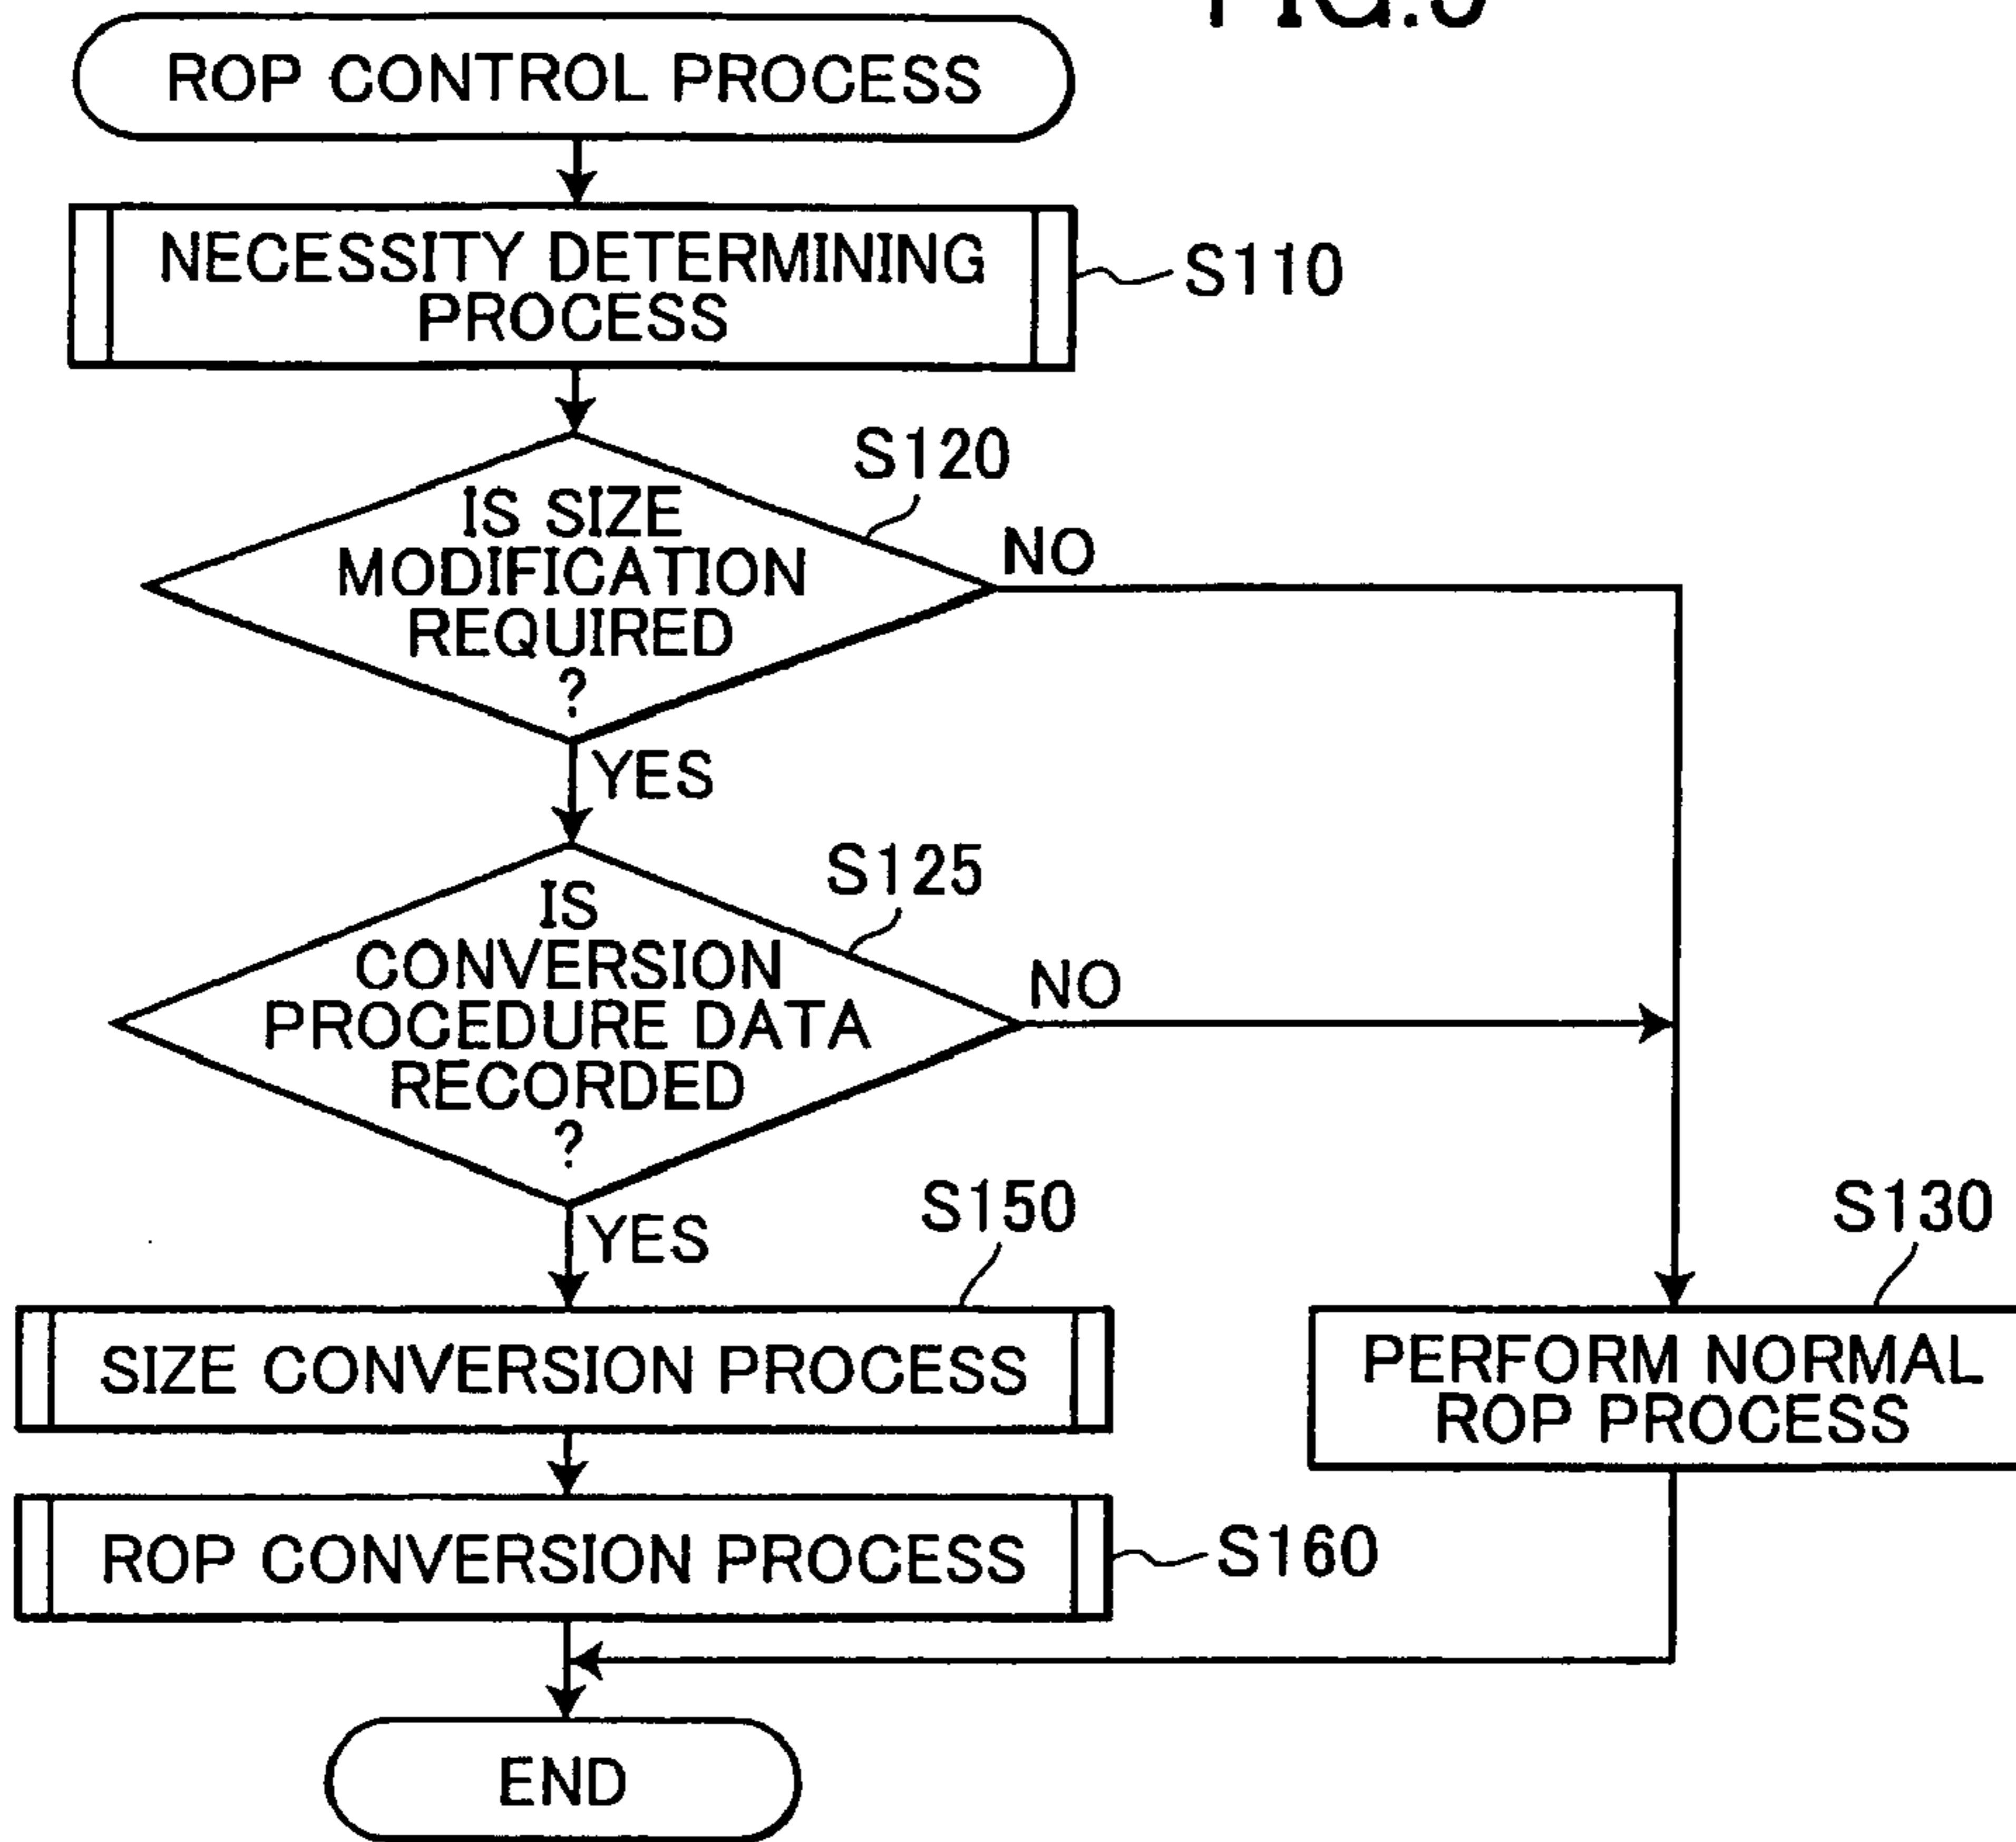 ROP CONTROL PROCESS
NECESSITY DETERMINING
PROCESS
S110
S120
IS SIZE
MODIFICATION
REQUIRED
?
NO
YES
S125
IS
CONVERSION
PROCEDURE DATA
RECORDED
?
NO
YES
S150
SIZE CONVERSION PROCESS
S130
PERFORM NORMAL
ROP PROCESS
ROP CONVERSION PROCESS
S160
END